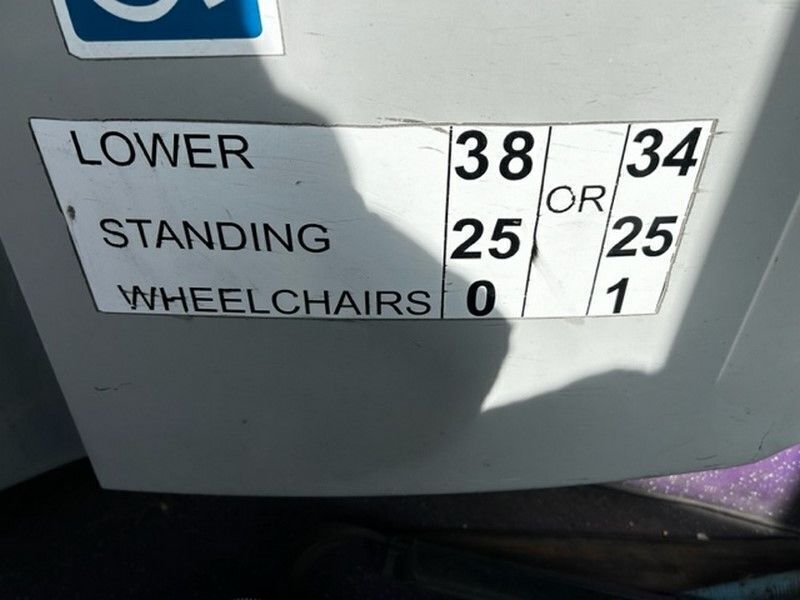 LOWER 38 OR 34
STANDING 25 25
WHEELCHAIRS 0 1